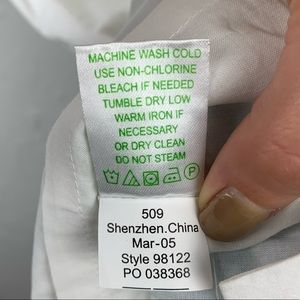 MACHINE WASH COLD
USE NON-CHLORINE
BLEACH IF NEEDED
TUMBLE DRY LOW
WARM IRON IF
NECESSARY
OR DRY CLEAN
DO NOT STEAM
P
509
Shenzhen.China
Mar-05
Style 98122
PO 038368